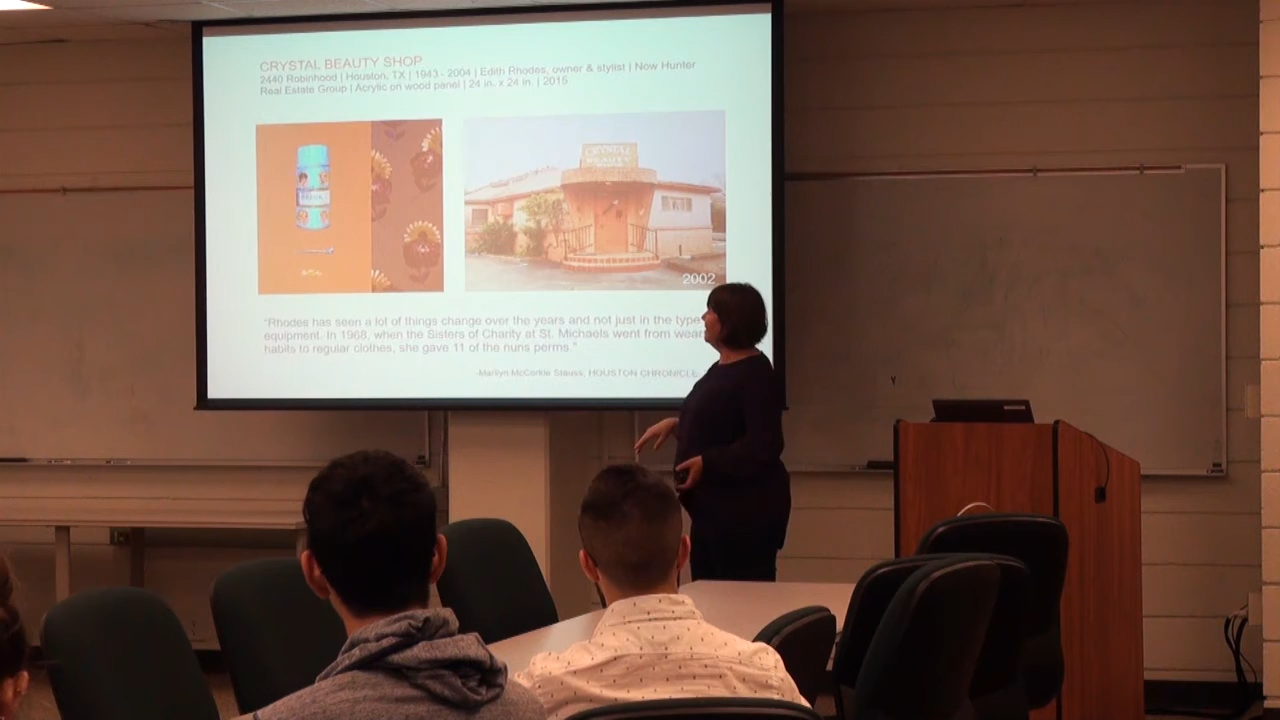 CRYSTAL BEAUTY SHOP
2440 Robinhood | Houston, TX | 1943 - 2004 | Edith Rhodes, owner & stylist | Now Hunter
Real Estate Group | Acrylic on wood panel | 24 in. x 24 in. | 2015
CRYSTAL
BEAUTY
2002
"Rhodes has seen a lot of things change over the years and not just in the type
equipment. In 1968, when the Sisters of Charity at St. Michaels went from wear
habits to regular clothes, she gave 11 of the nuns perms."
-Marilyn McCorkle Stauss, HOUSTON CHRONICLE,